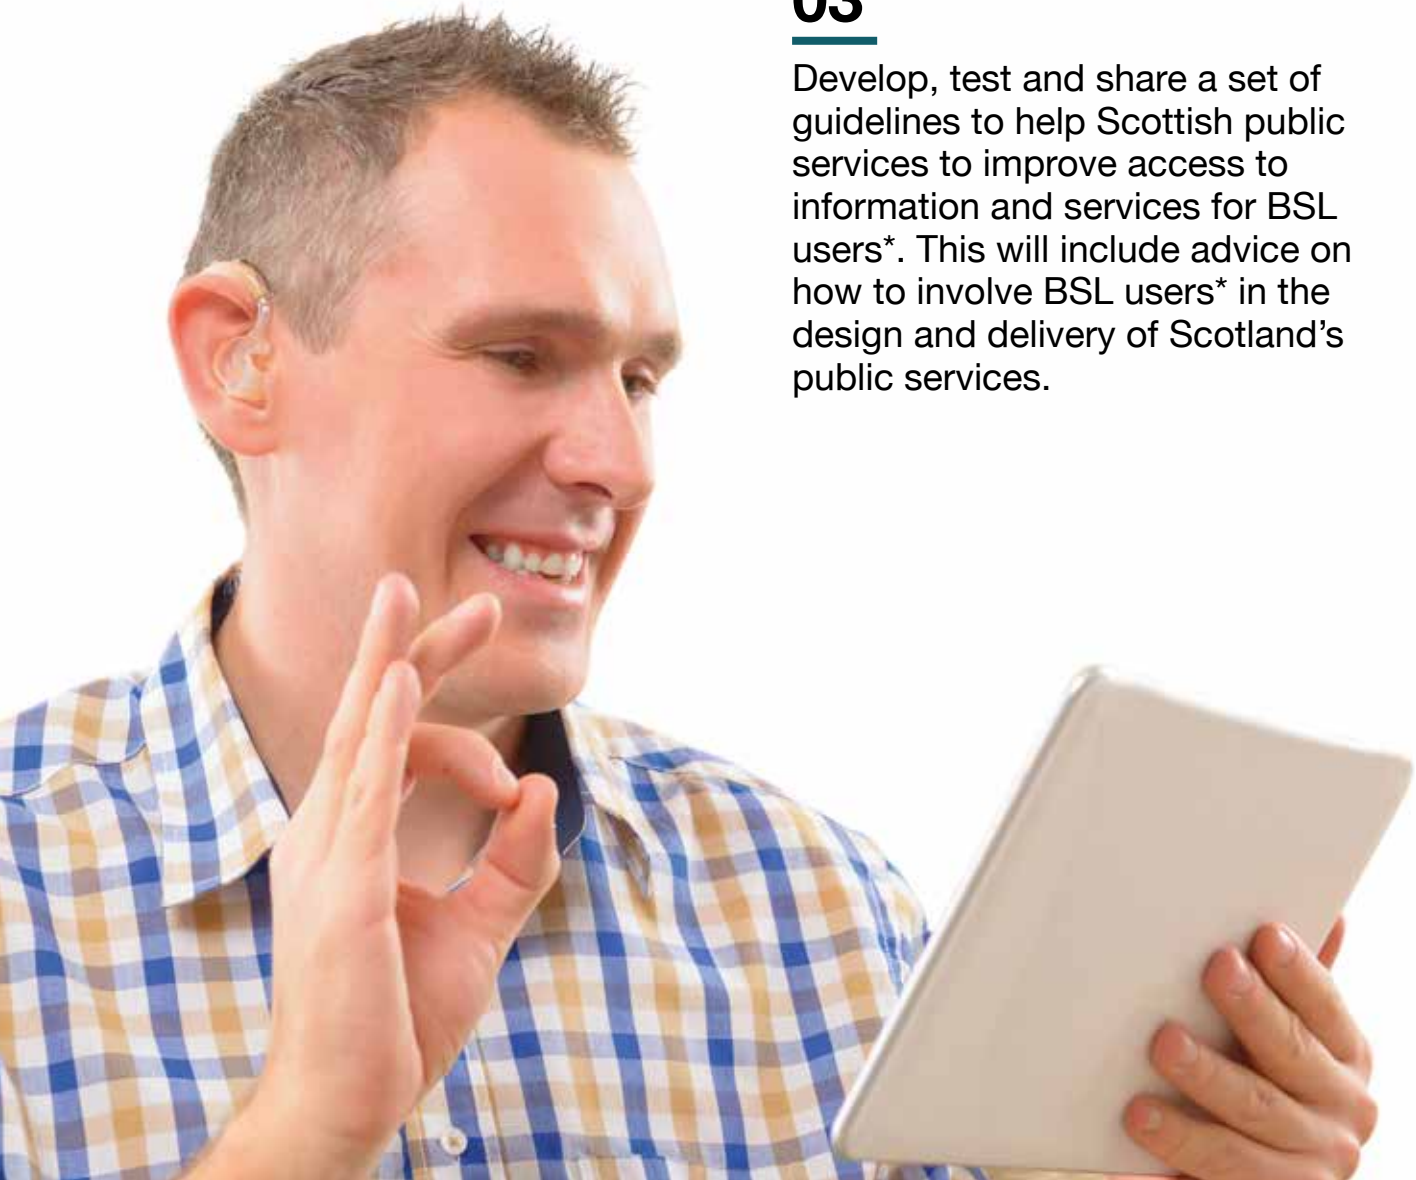 03
Develop, test and share a set of
guidelines to help Scottish public
services to improve access to
information and services for BSL
users*. This will include advice on
how to involve BSL users* in the
design and delivery of Scotland’s
public services.